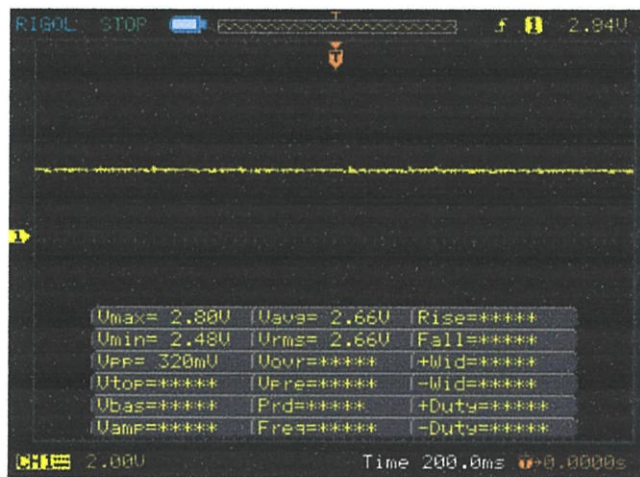 RIGOL STOP T 1 2.84V
T
1
Vmax= 2.80V Vavg= 2.66V Rise=*****
Vmin= 2.48V Vrms= 2.66V Fall=*****
Vpp= 320mV Vovr=***** +Wid=*****
Vtop=***** Vpre=***** -Wid=*****
Vbas=***** Prd=***** +Duty=*****
Vamp=***** Freq=***** -Duty=*****
CH1 2.00V Time 200.0ms T→0.0000s